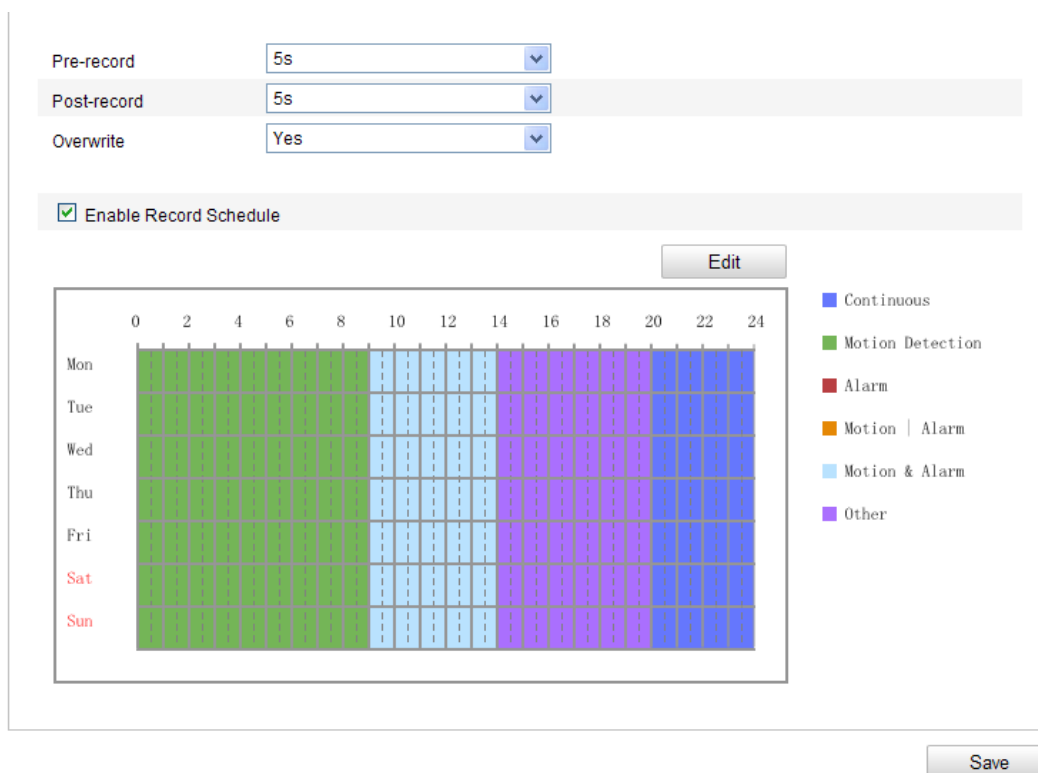 Pre-record 5s
Post-record 5s
Overwrite Yes
Enable Record Schedule
Edit
0 2 4 6 8 10 12 14 16 18 20 22 24
Mon
Tue
Wed
Thu
Fri
Sat
Sun
Continuous
Motion Detection
Alarm
Motion | Alarm
Motion & Alarm
Other
Save